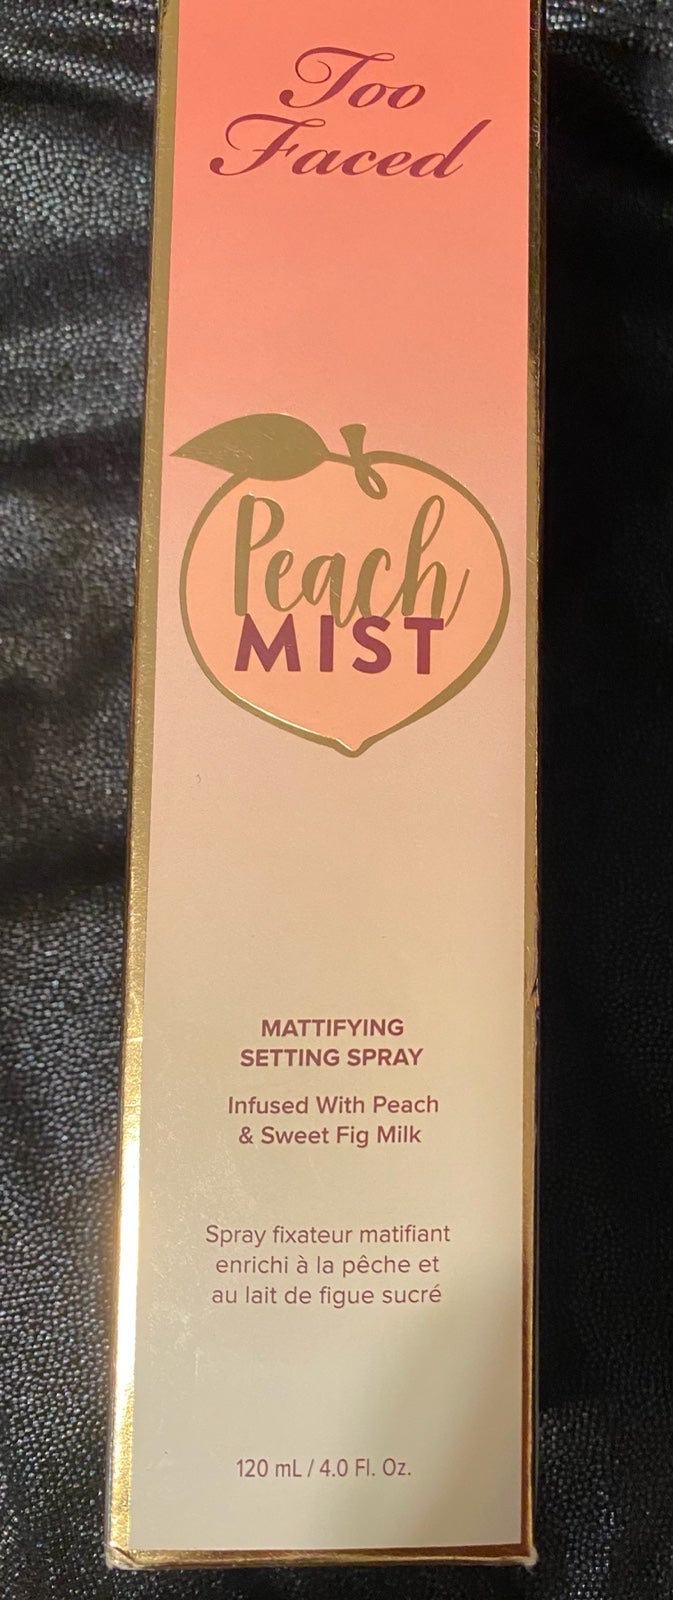 Too
Faced
Peach
MIST
MATTIFYING
SETTING SPRAY
Infused With Peach
& Sweet Fig Milk
Spray fixateur matifiant
enrichi à la pêche et
au lait de figue sucré
120 mL / 4.0 Fl. Oz.